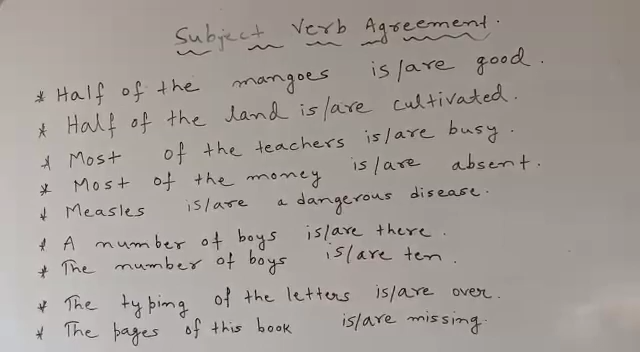 Subject Verb Agreement.
* Half of the mangoes is/are good.
* Half of the land is/are cultivated.
* Most of the teachers is/are busy.
* Most of the money is/are absent.
* Measles is/are a dangerous disease.
* A number of boys is/are there.
* The number of boys is/are ten.
* The typing of the letters is/are over.
* The pages of this book is/are missing.